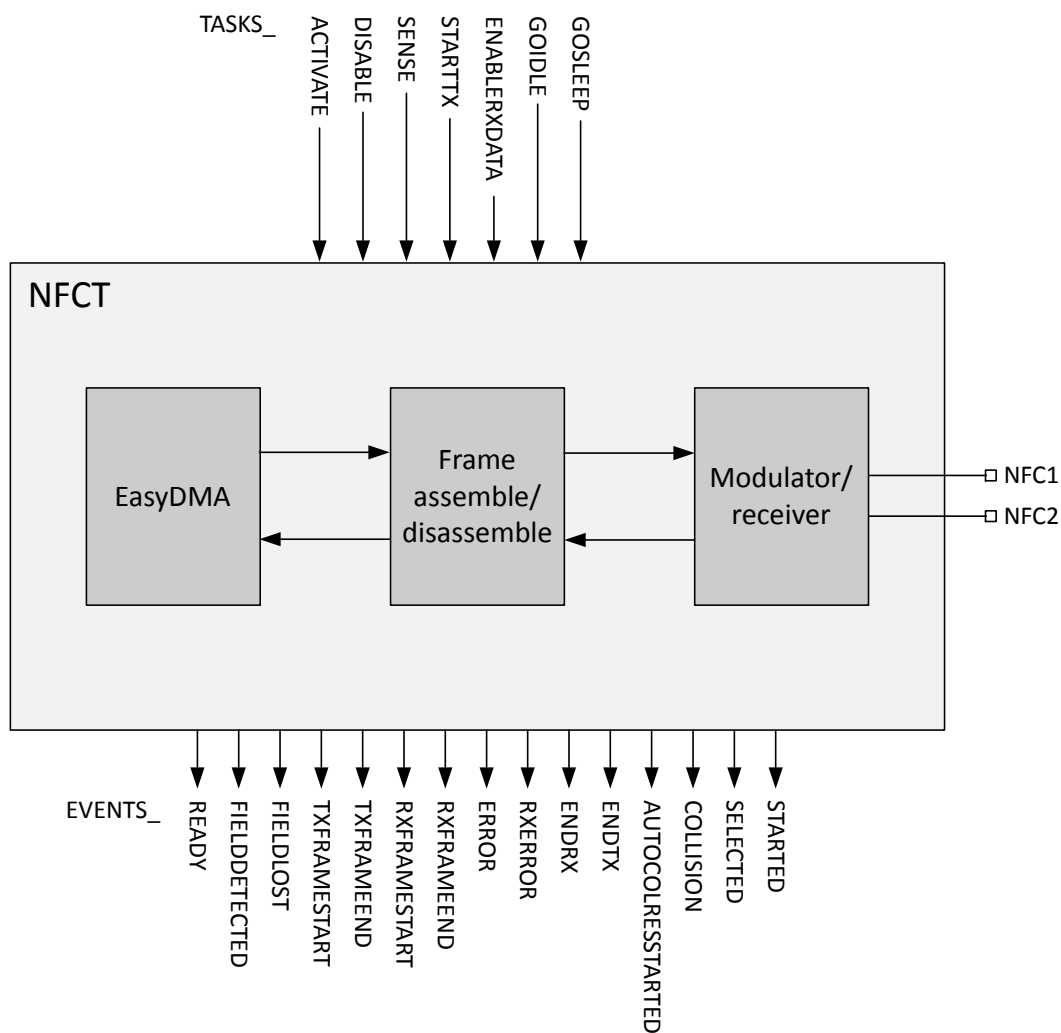 TASKS_
ACTIVATE
DISABLE
SENSE
STARTTX
ENABLERXDATA
GOIDLE
GOSLEEP
NFCT
EasyDMA
Frame
assemble/
disassemble
Modulator/
receiver
NFC1
NFC2
EVENTS_
READY
FIELDDETECTED
FIELDLOST
TXFRAMESTART
TXFRAMEEND
RXFRAMESTART
RXFRAMEEND
ERROR
RXERROR
ENDRX
ENDTX
AUTOCOLRESSTARTED
COLLISION
SELECTED
STARTED